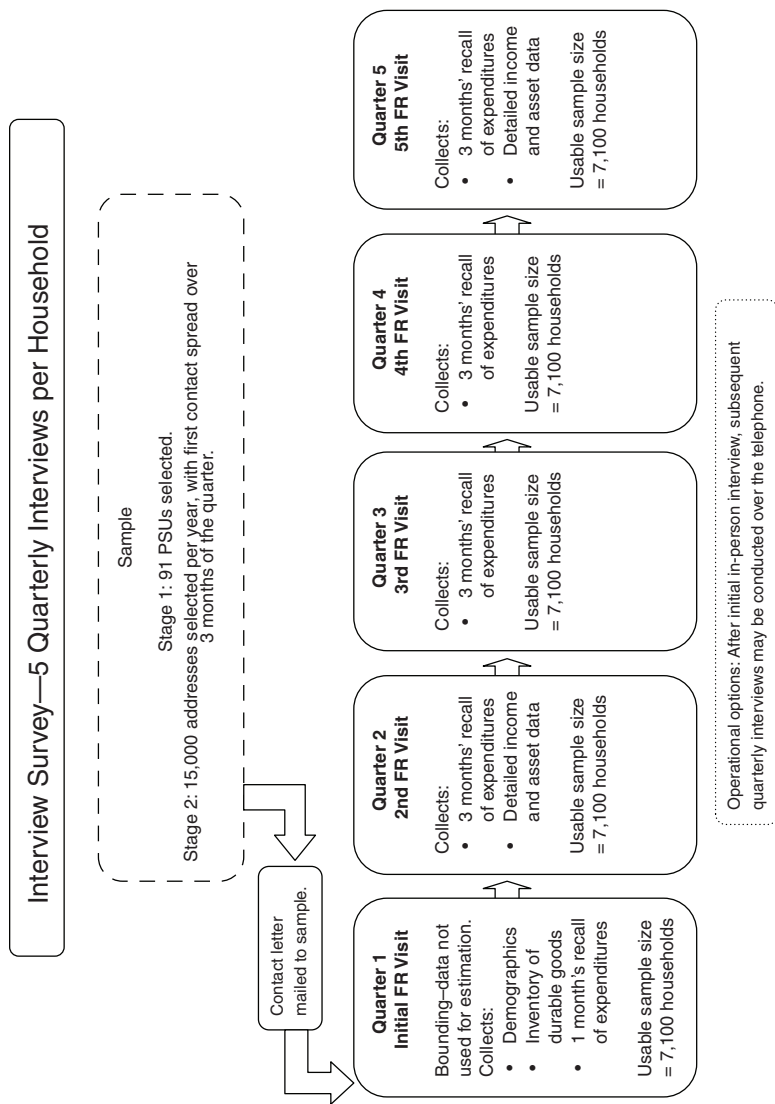 Interview Survey—5 Quarterly Interviews per Household
Sample
Stage 1: 91 PSUs selected.
Stage 2: 15,000 addresses selected per year, with first contact spread over
3 months of the quarter.
Contact letter
mailed to sample.
Quarter 1
Initial FR Visit
Bounding–data not
used for estimation.
Collects:
• Demographics
• Inventory of
durable goods
• 1 month's recall
of expenditures
Usable sample size
= 7,100 households
Quarter 2
2nd FR Visit
Collects:
• 3 months' recall
of expenditures
• Detailed income
and asset data
Usable sample size
= 7,100 households
Quarter 3
3rd FR Visit
Collects:
• 3 months' recall
of expenditures
Usable sample size
= 7,100 households
Quarter 4
4th FR Visit
Collects:
• 3 months' recall
of expenditures
Usable sample size
= 7,100 households
Quarter 5
5th FR Visit
Collects:
• 3 months' recall
of expenditures
• Detailed income
and asset data
Usable sample size
= 7,100 households
Operational options: After initial in-person interview, subsequent
quarterly interviews may be conducted over the telephone.